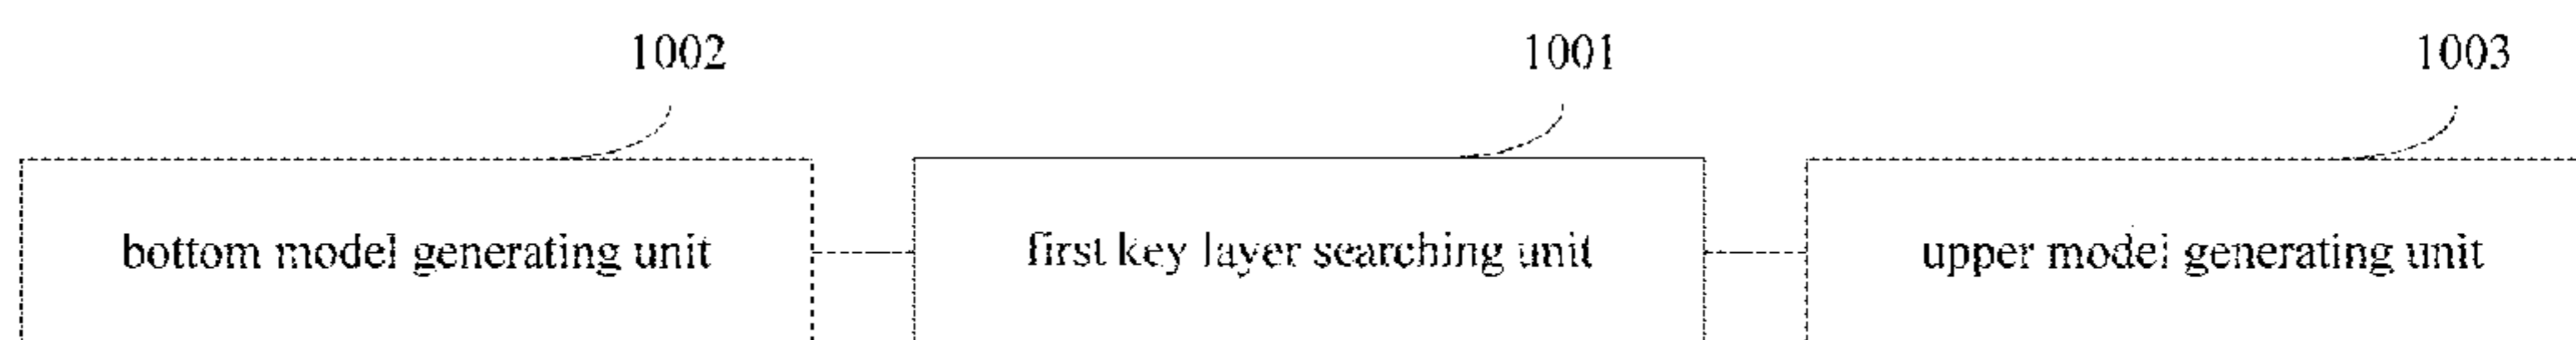 1002 1001 1003
bottom model generating unit first key layer searching unit upper model generating unit